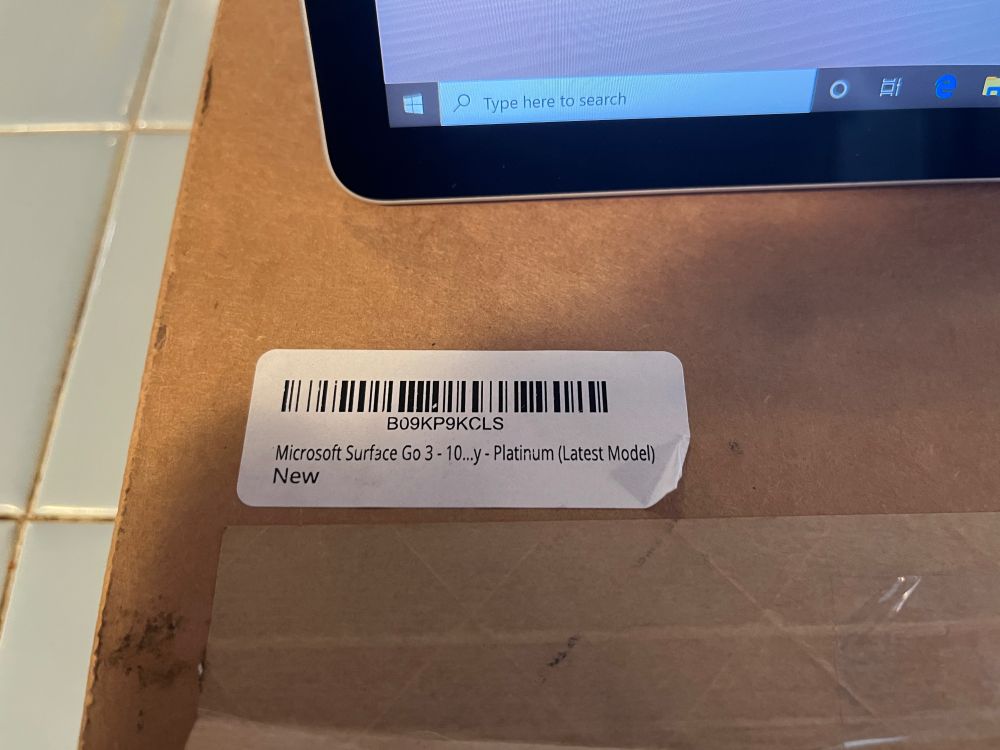 Type here to search
B09KP9KCLS
Microsoft Surface Go 3 - 10...y - Platinum (Latest Model)
New